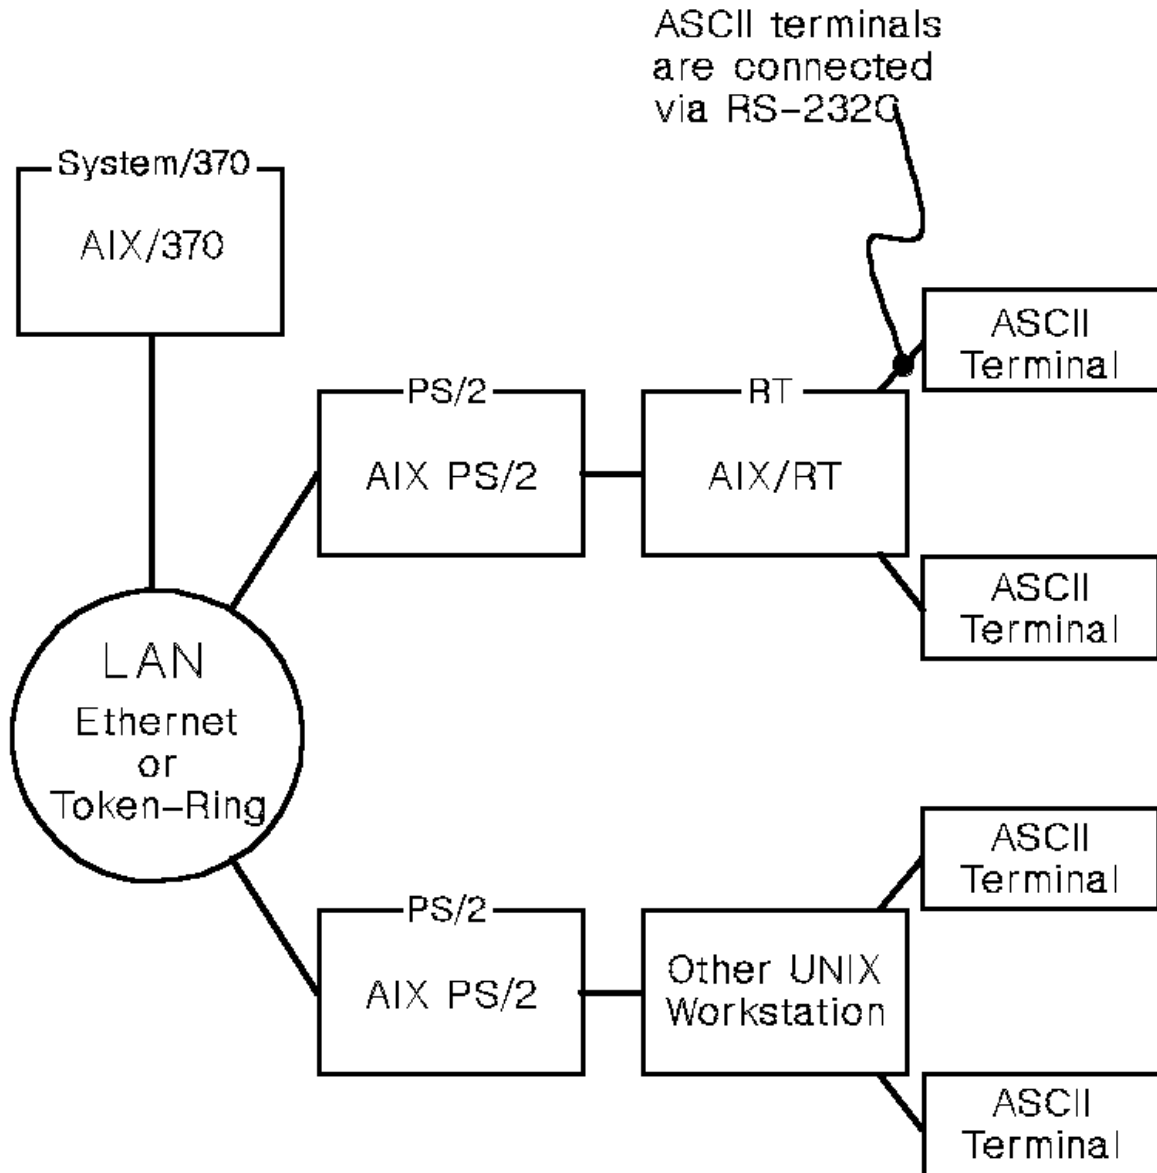 ASCII terminals
are connected
via RS-232C
System/370
AIX/370
ASCII
Terminal
PS/2
AIX PS/2
RT
AIX/RT
ASCII
Terminal
LAN
Ethernet
or
Token-Ring
ASCII
Terminal
PS/2
AIX PS/2
Other UNIX
Workstation
ASCII
Terminal